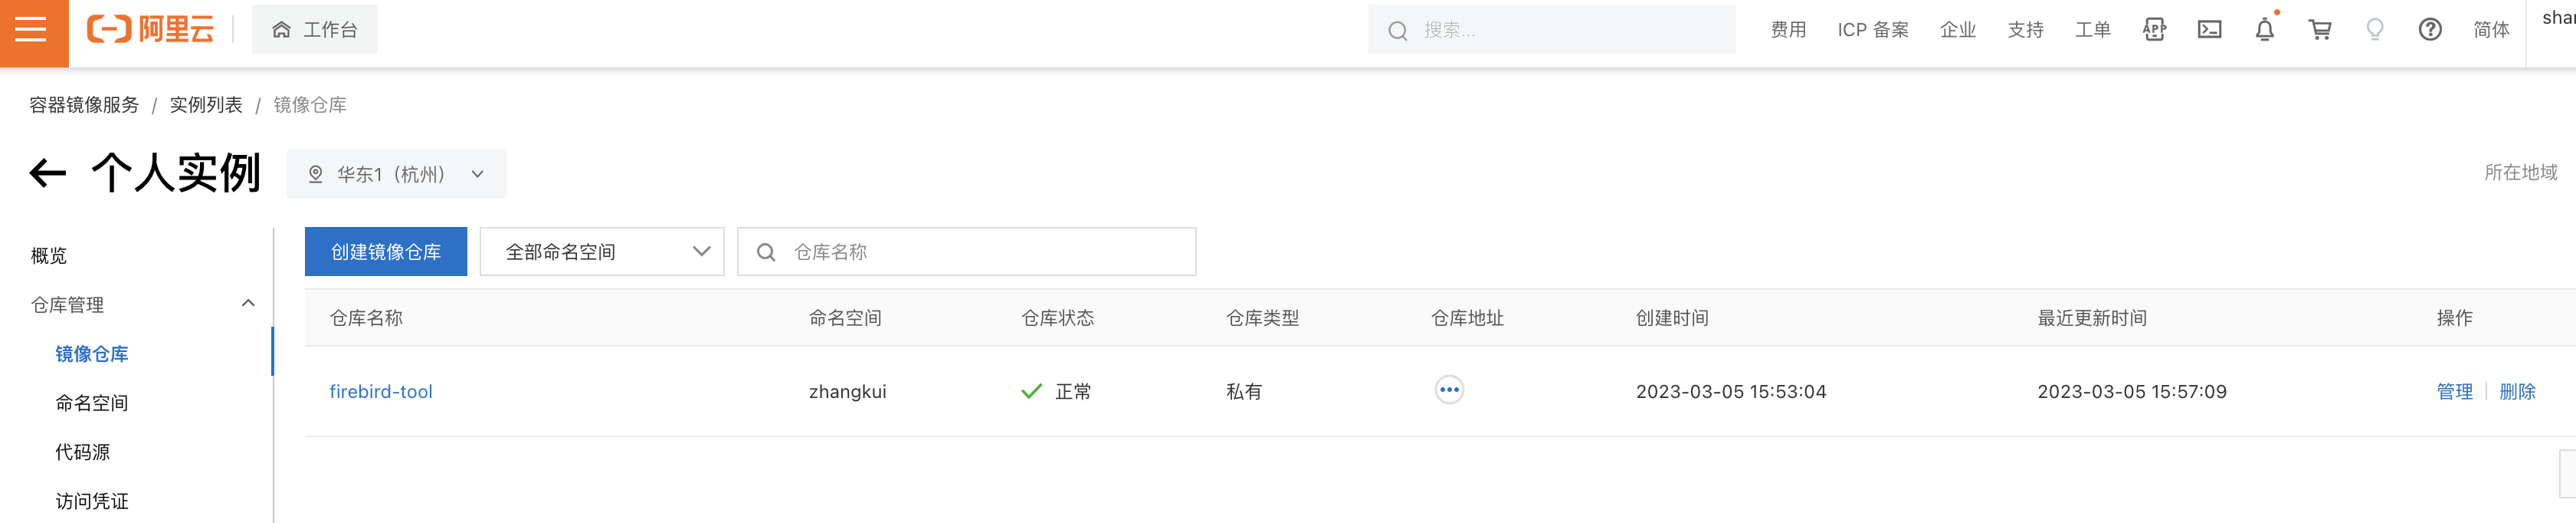 阿里云 工作台 搜索... 费用 ICP 备案 企业 支持 工单 APP 简体
容器镜像服务 / 实例列表 / 镜像仓库
个人实例 华东1（杭州） 所在地域
概览
仓库管理
镜像仓库
命名空间
代码源
访问凭证
创建镜像仓库 全部命名空间 仓库名称
仓库名称 命名空间 仓库状态 仓库类型 仓库地址 创建时间 最近更新时间 操作
firebird-tool zhangkui 正常 私有 2023-03-05 15:53:04 2023-03-05 15:57:09 管理 | 删除